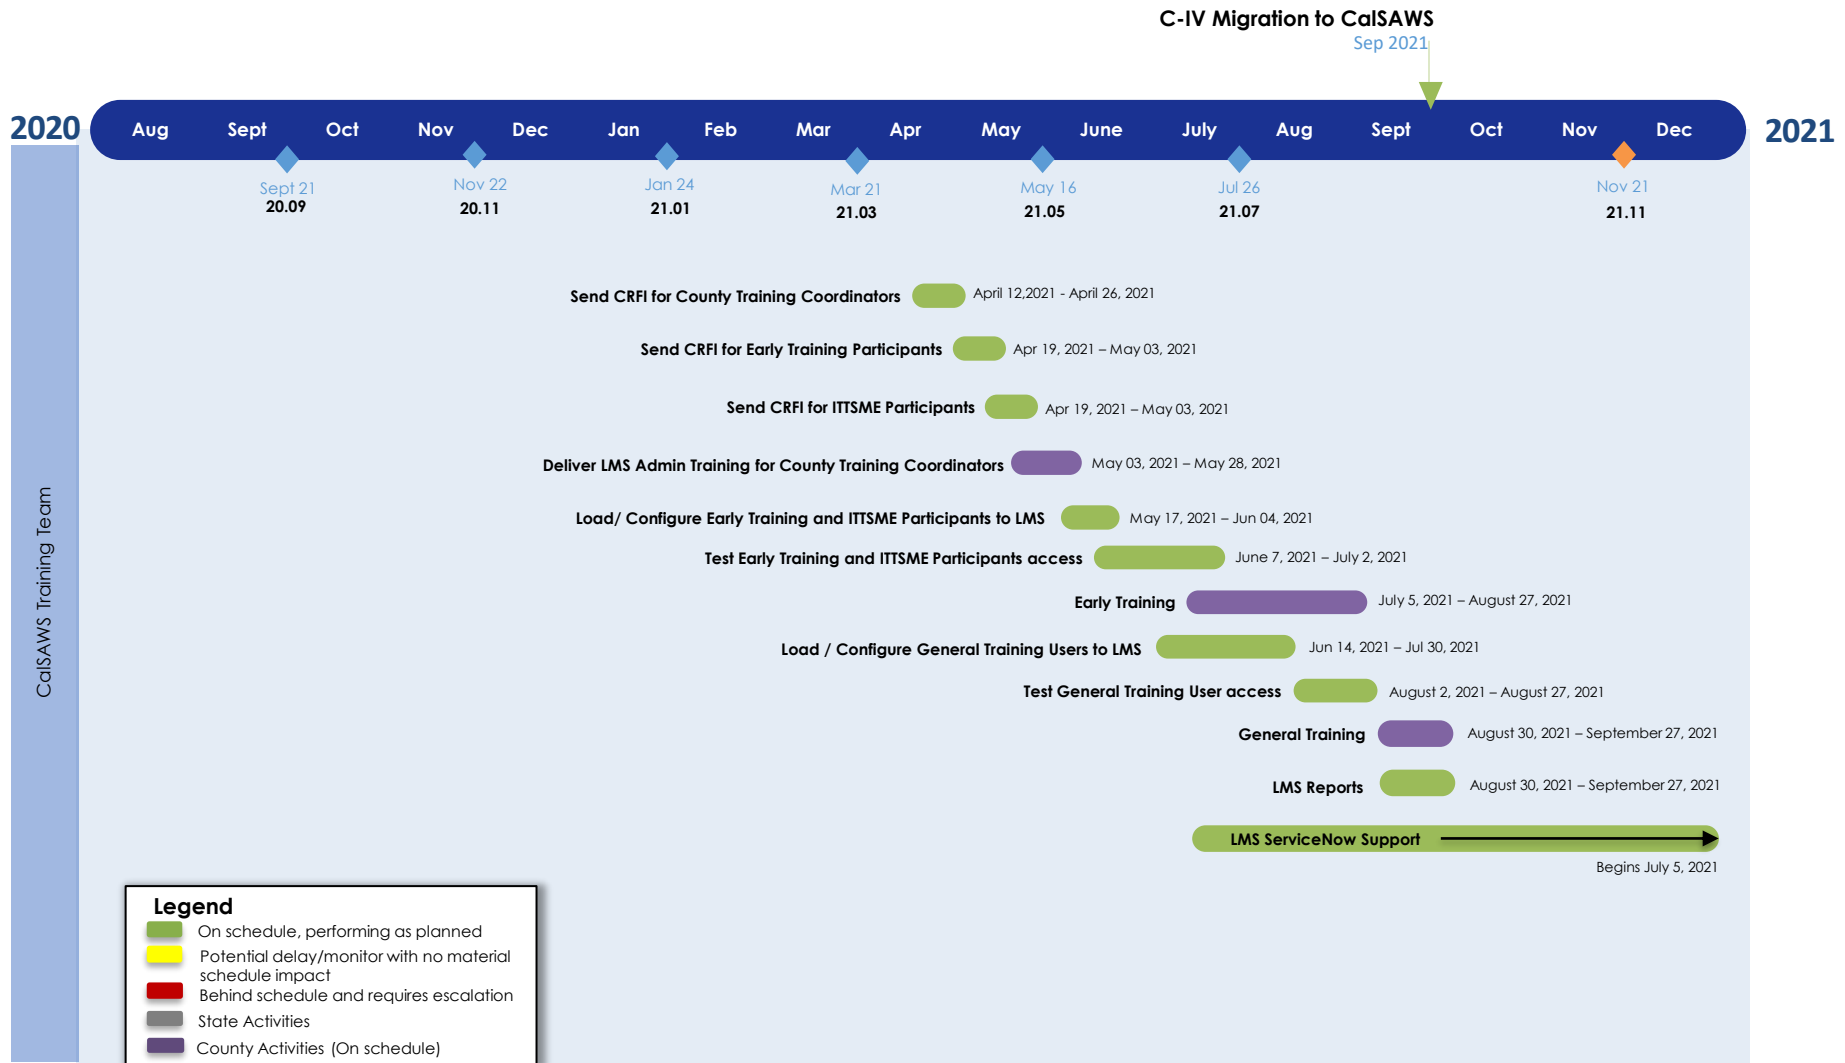 C-IV Migration to CalSAWS
Sep 2021
2020
Aug Sept Oct Nov Dec Jan Feb Mar Apr May June July Aug Sept Oct Nov Dec
2021
Sept 21 Nov 22 Jan 24 Mar 21 May 16 Jul 26 Nov 21
20.09 20.11 21.01 21.03 21.05 21.07 21.11
CalSAWS Training Team
Send CRFI for County Training Coordinators April 12,2021 - April 26, 2021
Send CRFI for Early Training Participants Apr 19, 2021 – May 03, 2021
Send CRFI for ITTSME Participants Apr 19, 2021 – May 03, 2021
Deliver LMS Admin Training for County Training Coordinators May 03, 2021 – May 28, 2021
Load/ Configure Early Training and ITTSME Participants to LMS May 17, 2021 – Jun 04, 2021
Test Early Training and ITTSME Participants access June 7, 2021 – July 2, 2021
Early Training July 5, 2021 – August 27, 2021
Load / Configure General Training Users to LMS Jun 14, 2021 – Jul 30, 2021
Test General Training User access August 2, 2021 – August 27, 2021
General Training August 30, 2021 – September 27, 2021
LMS Reports August 30, 2021 – September 27, 2021
LMS ServiceNow Support
Begins July 5, 2021
Legend
On schedule, performing as planned
Potential delay/monitor with no material
schedule impact
Behind schedule and requires escalation
State Activities
County Activities (On schedule)